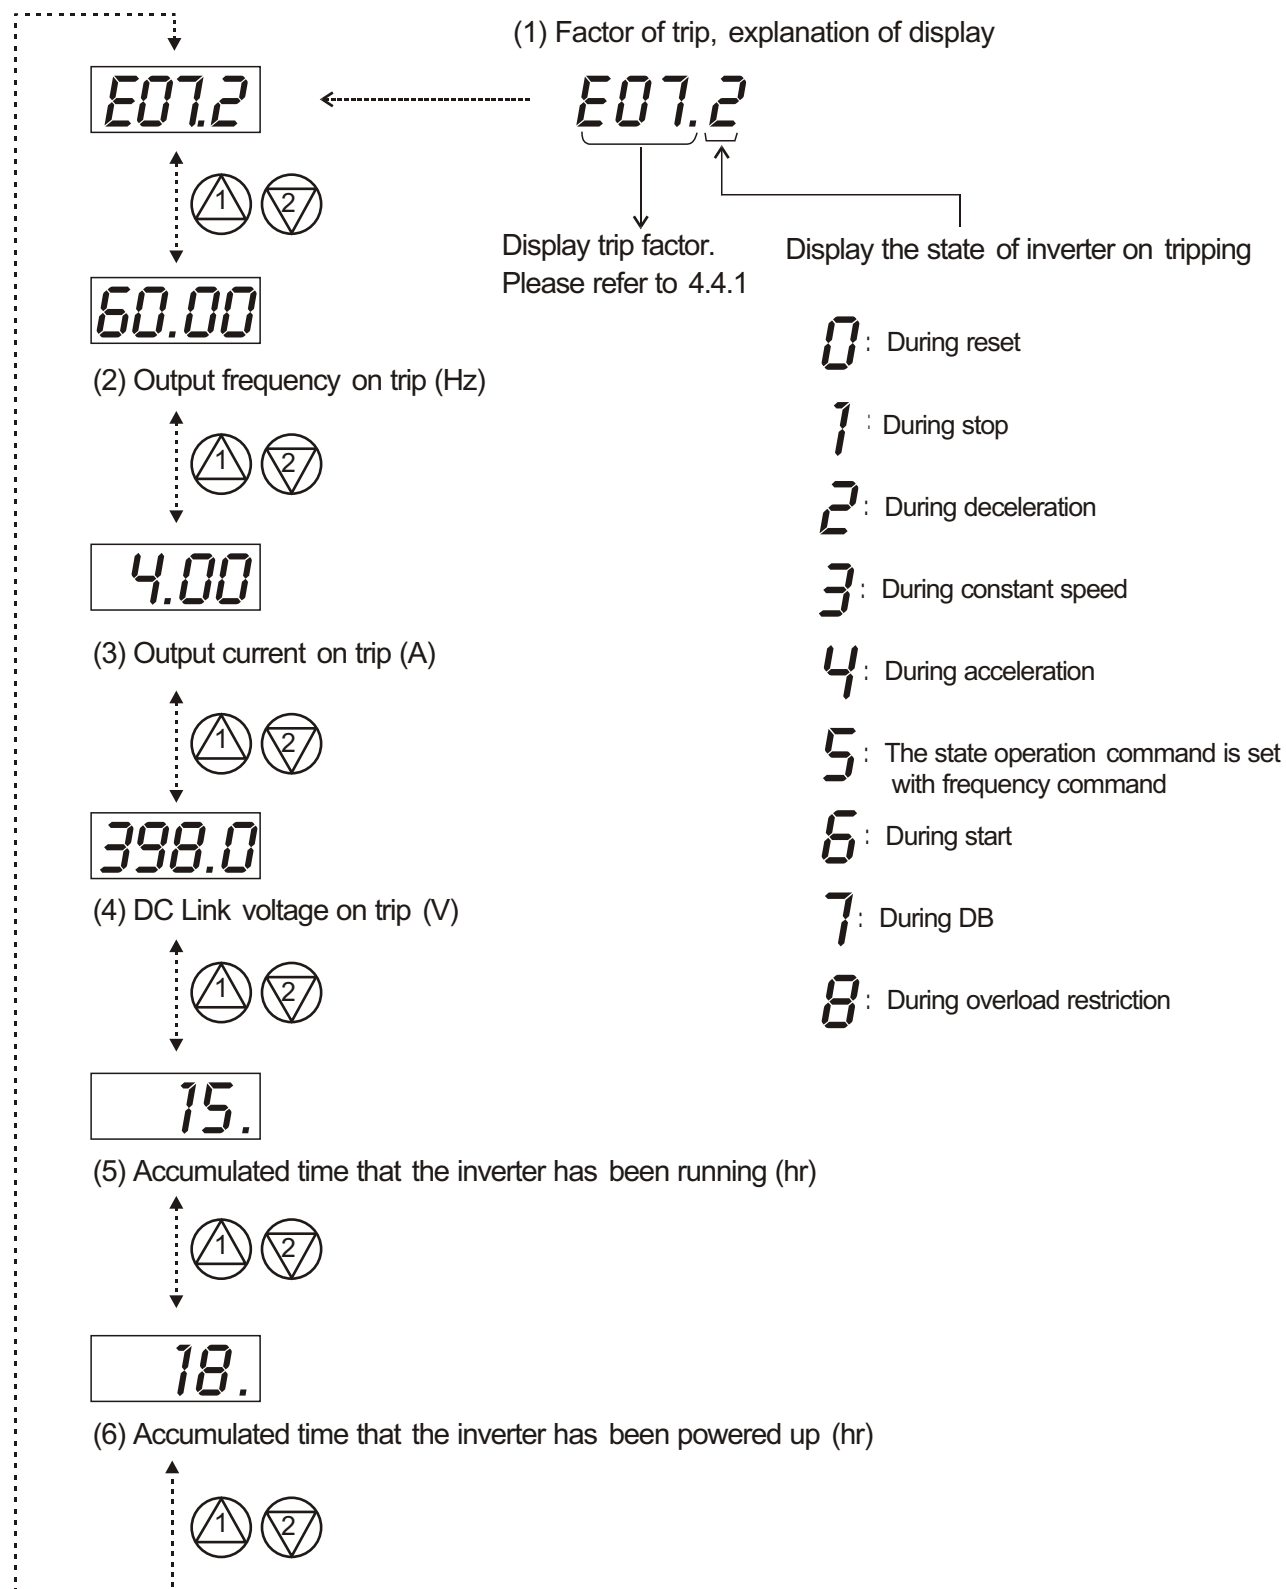 (1) Factor of trip, explanation of display
E07.2
E07.2
1 2
Display trip factor.
Please refer to 4.4.1
Display the state of inverter on tripping
60.00
(2) Output frequency on trip (Hz)
1 2
4.00
(3) Output current on trip (A)
1 2
398.0
(4) DC Link voltage on trip (V)
1 2
15.
(5) Accumulated time that the inverter has been running (hr)
1 2
18.
(6) Accumulated time that the inverter has been powered up (hr)
1 2
0 : During reset
1 : During stop
2 : During deceleration
3 : During constant speed
4 : During acceleration
5 : The state operation command is set
with frequency command
6 : During start
7 : During DB
8 : During overload restriction